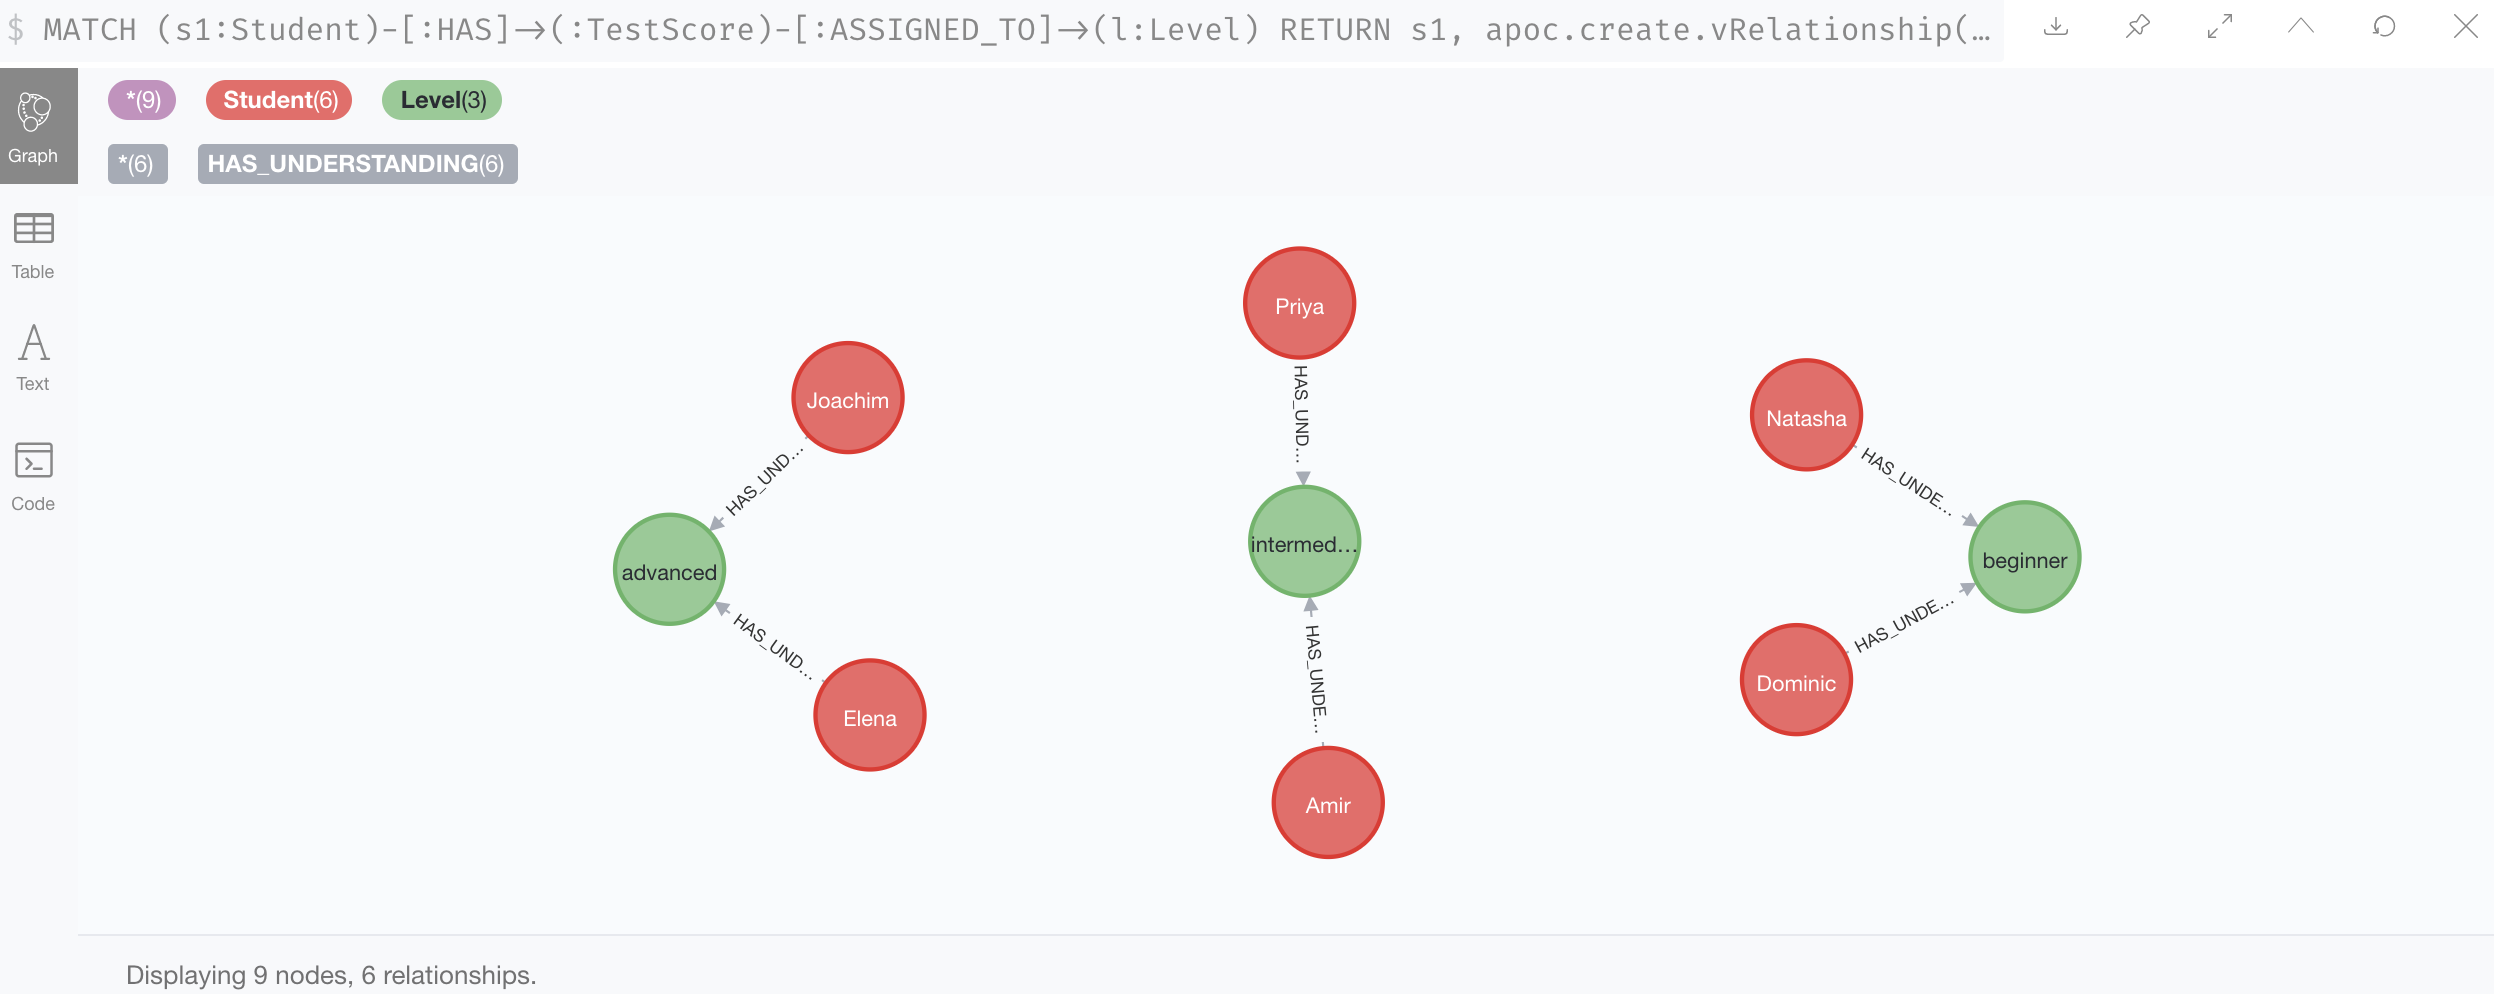 $ MATCH (s1:Student)-[:HAS]→(:TestScore)-[:ASSIGNED_TO]→(l:Level) RETURN s1, apoc.create.vRelationship(…
*(9) Student(6) Level(3)
*(6) HAS_UNDERSTANDING(6)
Graph
Table
Text
Code
Priya
Joachim
Natasha
HAS_UND…
HAS_UND…
HAS_UNDE…
advanced
intermed…
beginner
HAS_UND…
HAS_UNDE…
HAS_UNDE…
Elena
Amir
Dominic
Displaying 9 nodes, 6 relationships.